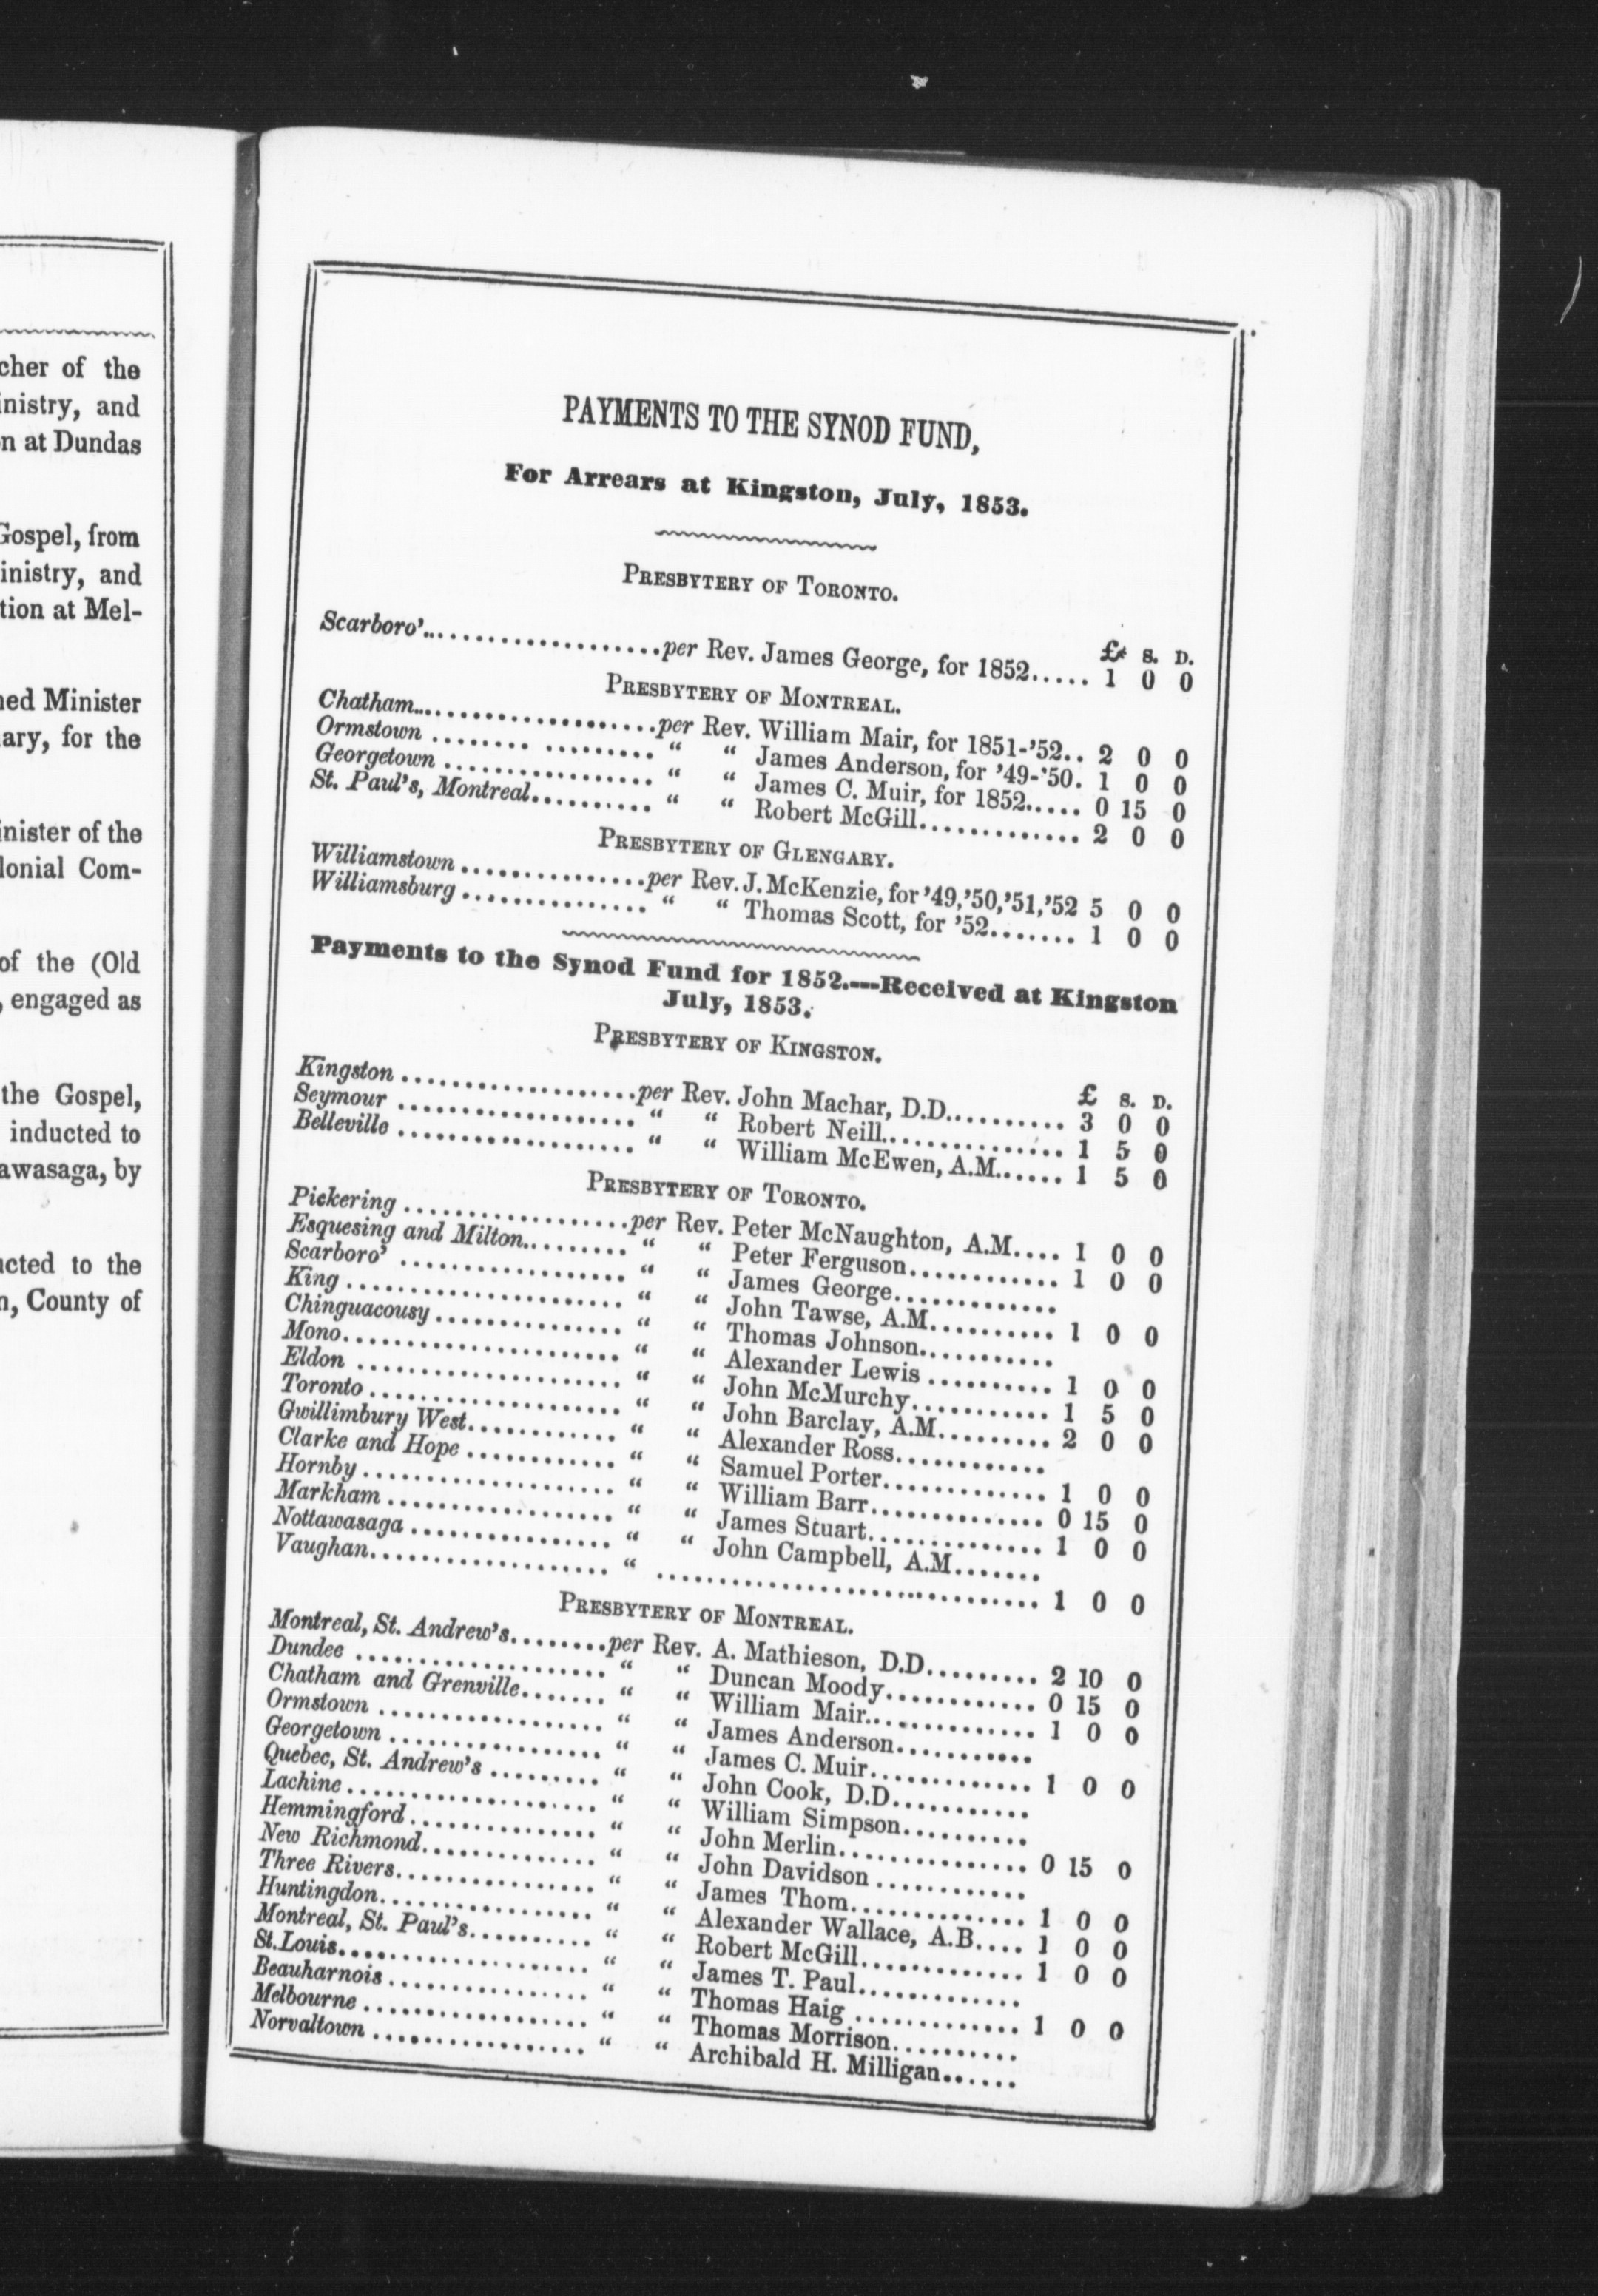 cher of the
inistry, and
n at Dundas
Gospel, from
inistry, and
tion at Mel-
ned Minister
ary, for the
inister of the
lonial Com-
of the (Old
, engaged as
the Gospel,
inducted to
awasaga, by
ucted to the
n, County of
PAYMENTS TO THE SYNOD FUND,
For Arrears at Kingston, July, 1853.
PRESBYTERY OF TORONTO.
£ S. D.
Scarboro'.....................per Rev. James George, for 1852..... 1 0 0
PRESBYTERY OF MONTREAL.
Chatham.....................per Rev. William Mair, for 1851-'52.. 2 0 0
Ormstown ........ ......... " " James Anderson, for '49-'50. 1 0 0
Georgetown ................. " " James C. Muir, for 1852..... 0 15 0
St. Paul's, Montreal.......... " " Robert McGill............. 2 0 0
PRESBYTERY OF GLENGARY.
Williamstown ...............per Rev. J. McKenzie, for '49,'50,'51,'52 5 0 0
Williamsburg ............... " " Thomas Scott, for '52....... 1 0 0
Payments to the Synod Fund for 1852.---Received at Kingston
July, 1853.
PRESBYTERY OF KINGSTON.
£ S. D.
Kingston ...................per Rev. John Machar, D.D.......... 3 0 0
Seymour ................... " " Robert Neill............... 1 5 0
Belleville ................... " " William McEwen, A.M...... 1 5 0
PRESBYTERY OF TORONTO.
Pickering ..................per Rev. Peter McNaughton, A.M.... 1 0 0
Esquesing and Milton......... " " Peter Ferguson............ 1 0 0
Scarboro' .................. " " James George.............
King ...................... " " John Tawse, A.M.......... 1 0 0
Chinguacousy ............... " " Thomas Johnson...........
Mono...................... " " Alexander Lewis .......... 1 0 0
Eldon ..................... " " John McMurchy........... 1 5 0
Toronto .................... " " John Barclay, A.M......... 2 0 0
Gwillimbury West............ " " Alexander Ross............
Clarke and Hope ............ " " Samuel Porter............. 1 0 0
Hornby .................... " " William Barr.............. 0 15 0
Markham .................. " " James Stuart.............. 1 0 0
Nottawasaga ................ " " John Campbell, A.M.......
Vaughan................... " .............................. 1 0 0
PRESBYTERY OF MONTREAL.
Montreal, St. Andrew's........per Rev. A. Mathieson, D.D......... 2 10 0
Dundee .................... " " Duncan Moody............ 0 15 0
Chatham and Grenville....... " " William Mair.............. 1 0 0
Ormstown .................. " " James Anderson...........
Georgetown ................. " " James C. Muir............. 1 0 0
Quebec, St. Andrew's ......... " " John Cook, D.D...........
Lachine .................... " " William Simpson..........
Hemmingford ............... " " John Merlin............... 0 15 0
New Richmond.............. " " John Davidson ............
Three Rivers................ " " James Thom.............. 1 0 0
Huntingdon................. " " Alexander Wallace, A.B.... 1 0 0
Montreal, St. Paul's.......... " " Robert McGill............. 1 0 0
St. Louis.................... " " James T. Paul.............
Beauharnois ................ " " Thomas Haig ............. 1 0 0
Melbourne .................. " " Thomas Morrison..........
Norvaltown ................. " " Archibald H. Milligan......